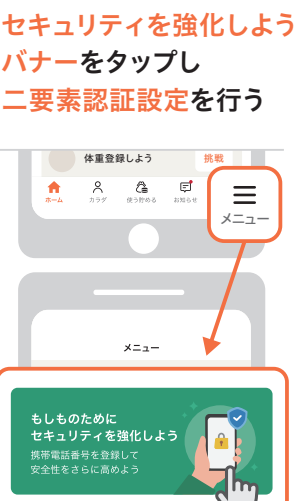 セキュリティを強化しよう
バナーをタップし
二要素認証設定を行う
体重登録しよう 挑戦
ホーム カラダ 使う貯める お知らせ メニュー
メニュー
もしものために
セキュリティを強化しよう
携帯電話番号を登録して
安全性をさらに高めよう